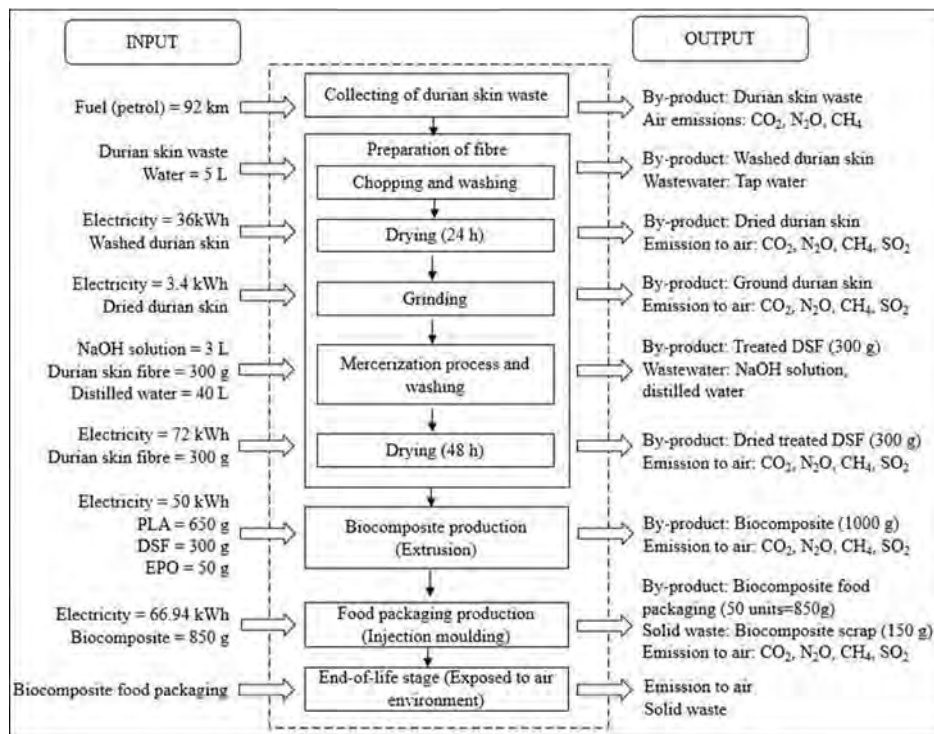 INPUT
OUTPUT
Fuel (petrol) = 92 km
Collecting of durian skin waste
By-product: Durian skin waste
Air emissions: CO₂, N₂O, CH₄
Durian skin waste
Water = 5 L
Preparation of fibre
Chopping and washing
By-product: Washed durian skin
Wastewater: Tap water
Electricity = 36kWh
Washed durian skin
Drying (24 h)
By-product: Dried durian skin
Emission to air: CO₂, N₂O, CH₄, SO₂
Electricity = 3.4 kWh
Dried durian skin
Grinding
By-product: Ground durian skin
Emission to air: CO₂, N₂O, CH₄, SO₂
NaOH solution = 3 L
Durian skin fibre = 300 g
Distilled water = 40 L
Mercerization process and
washing
By-product: Treated DSF (300 g)
Wastewater: NaOH solution,
distilled water
Electricity = 72 kWh
Durian skin fibre = 300 g
Drying (48 h)
By-product: Dried treated DSF (300 g)
Emission to air: CO₂, N₂O, CH₄, SO₂
Electricity = 50 kWh
PLA = 650 g
DSF = 300 g
EPO = 50 g
Biocomposite production
(Extrusion)
By-product: Biocomposite (1000 g)
Emission to air: CO₂, N₂O, CH₄, SO₂
Electricity = 66.94 kWh
Biocomposite = 850 g
Food packaging production
(Injection moulding)
By-product: Biocomposite food
packaging (50 units=850g)
Solid waste: Biocomposite scrap (150 g)
Emission to air: CO₂, N₂O, CH₄, SO₂
Biocomposite food packaging
End-of-life stage (Exposed to air
environment)
Emission to air
Solid waste